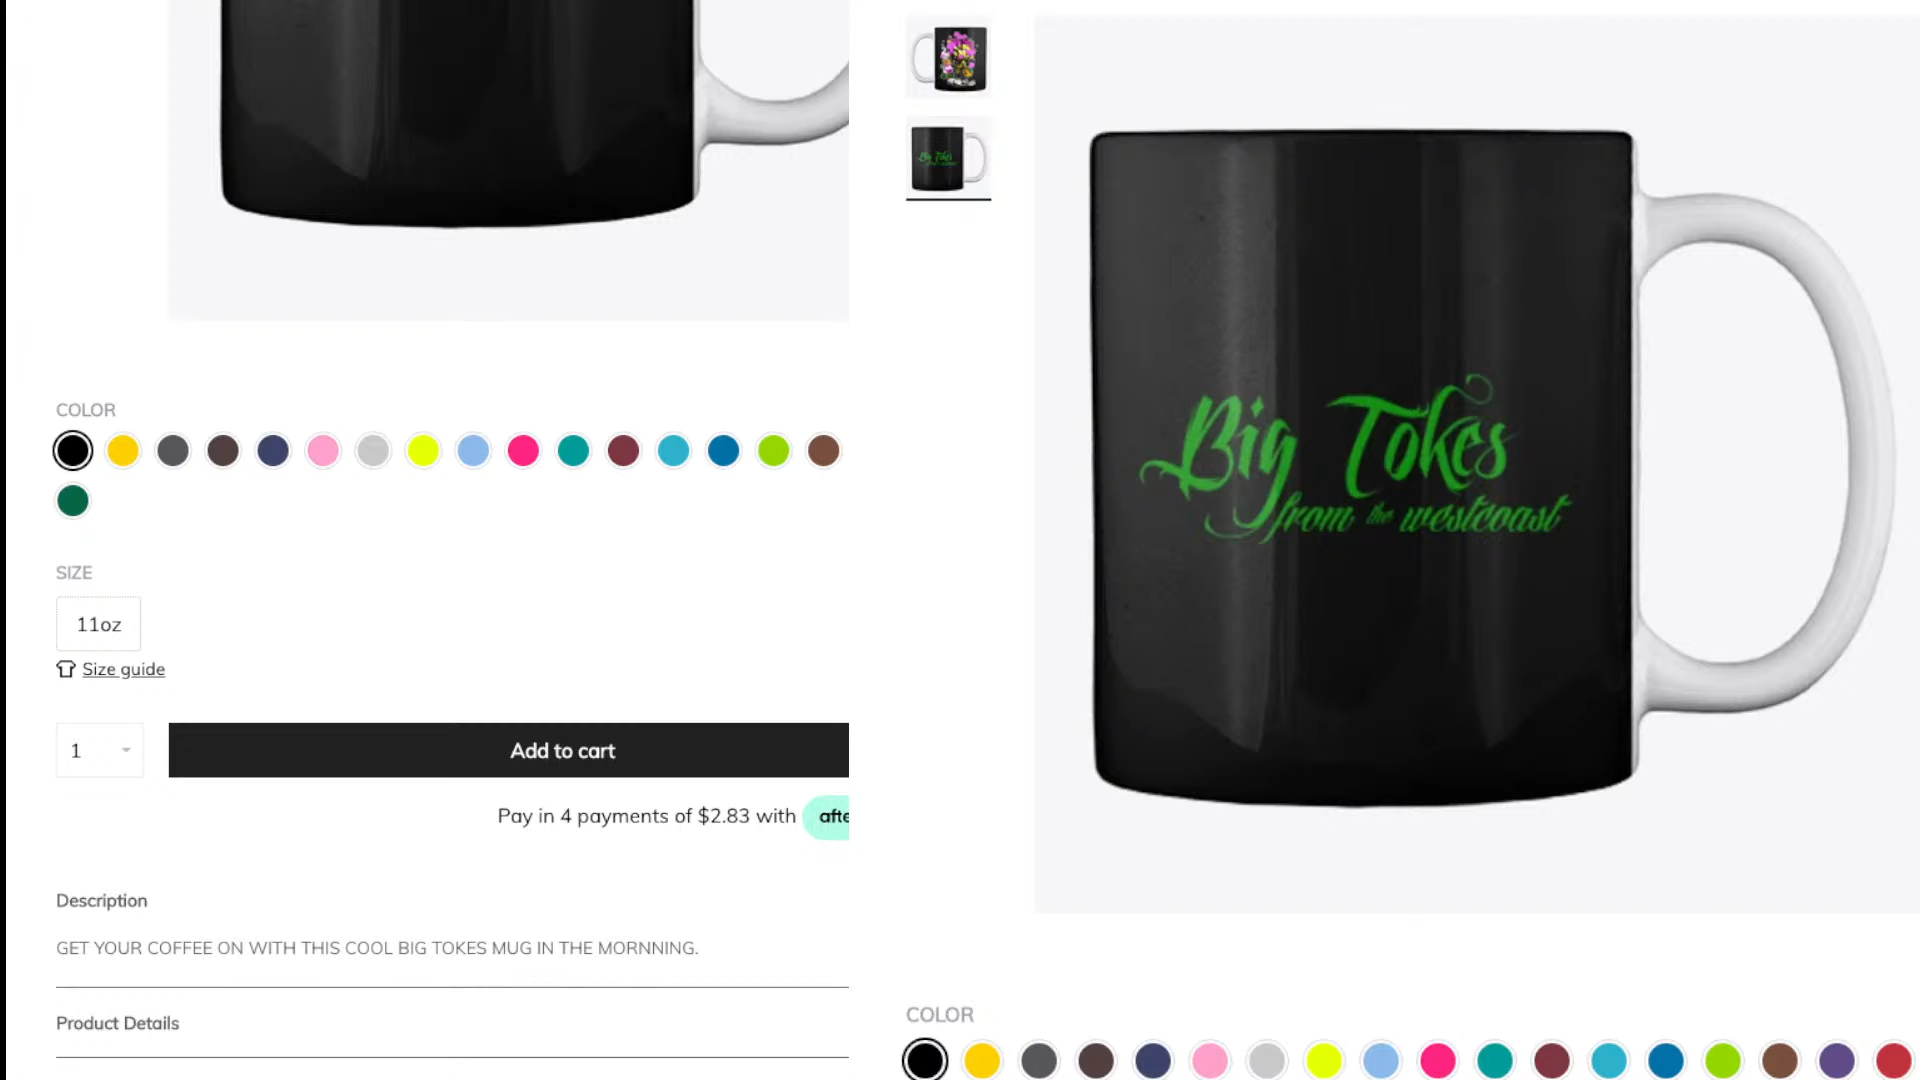 COLOR
SIZE
11oz
Size guide
1
Add to cart
Pay in 4 payments of $2.83 with
Description
GET YOUR COFFEE ON WITH THIS COOL BIG TOKES MUG IN THE MORNNING.
Product Details
Big Tokes
Big Tokes
from the westcoast
COLOR